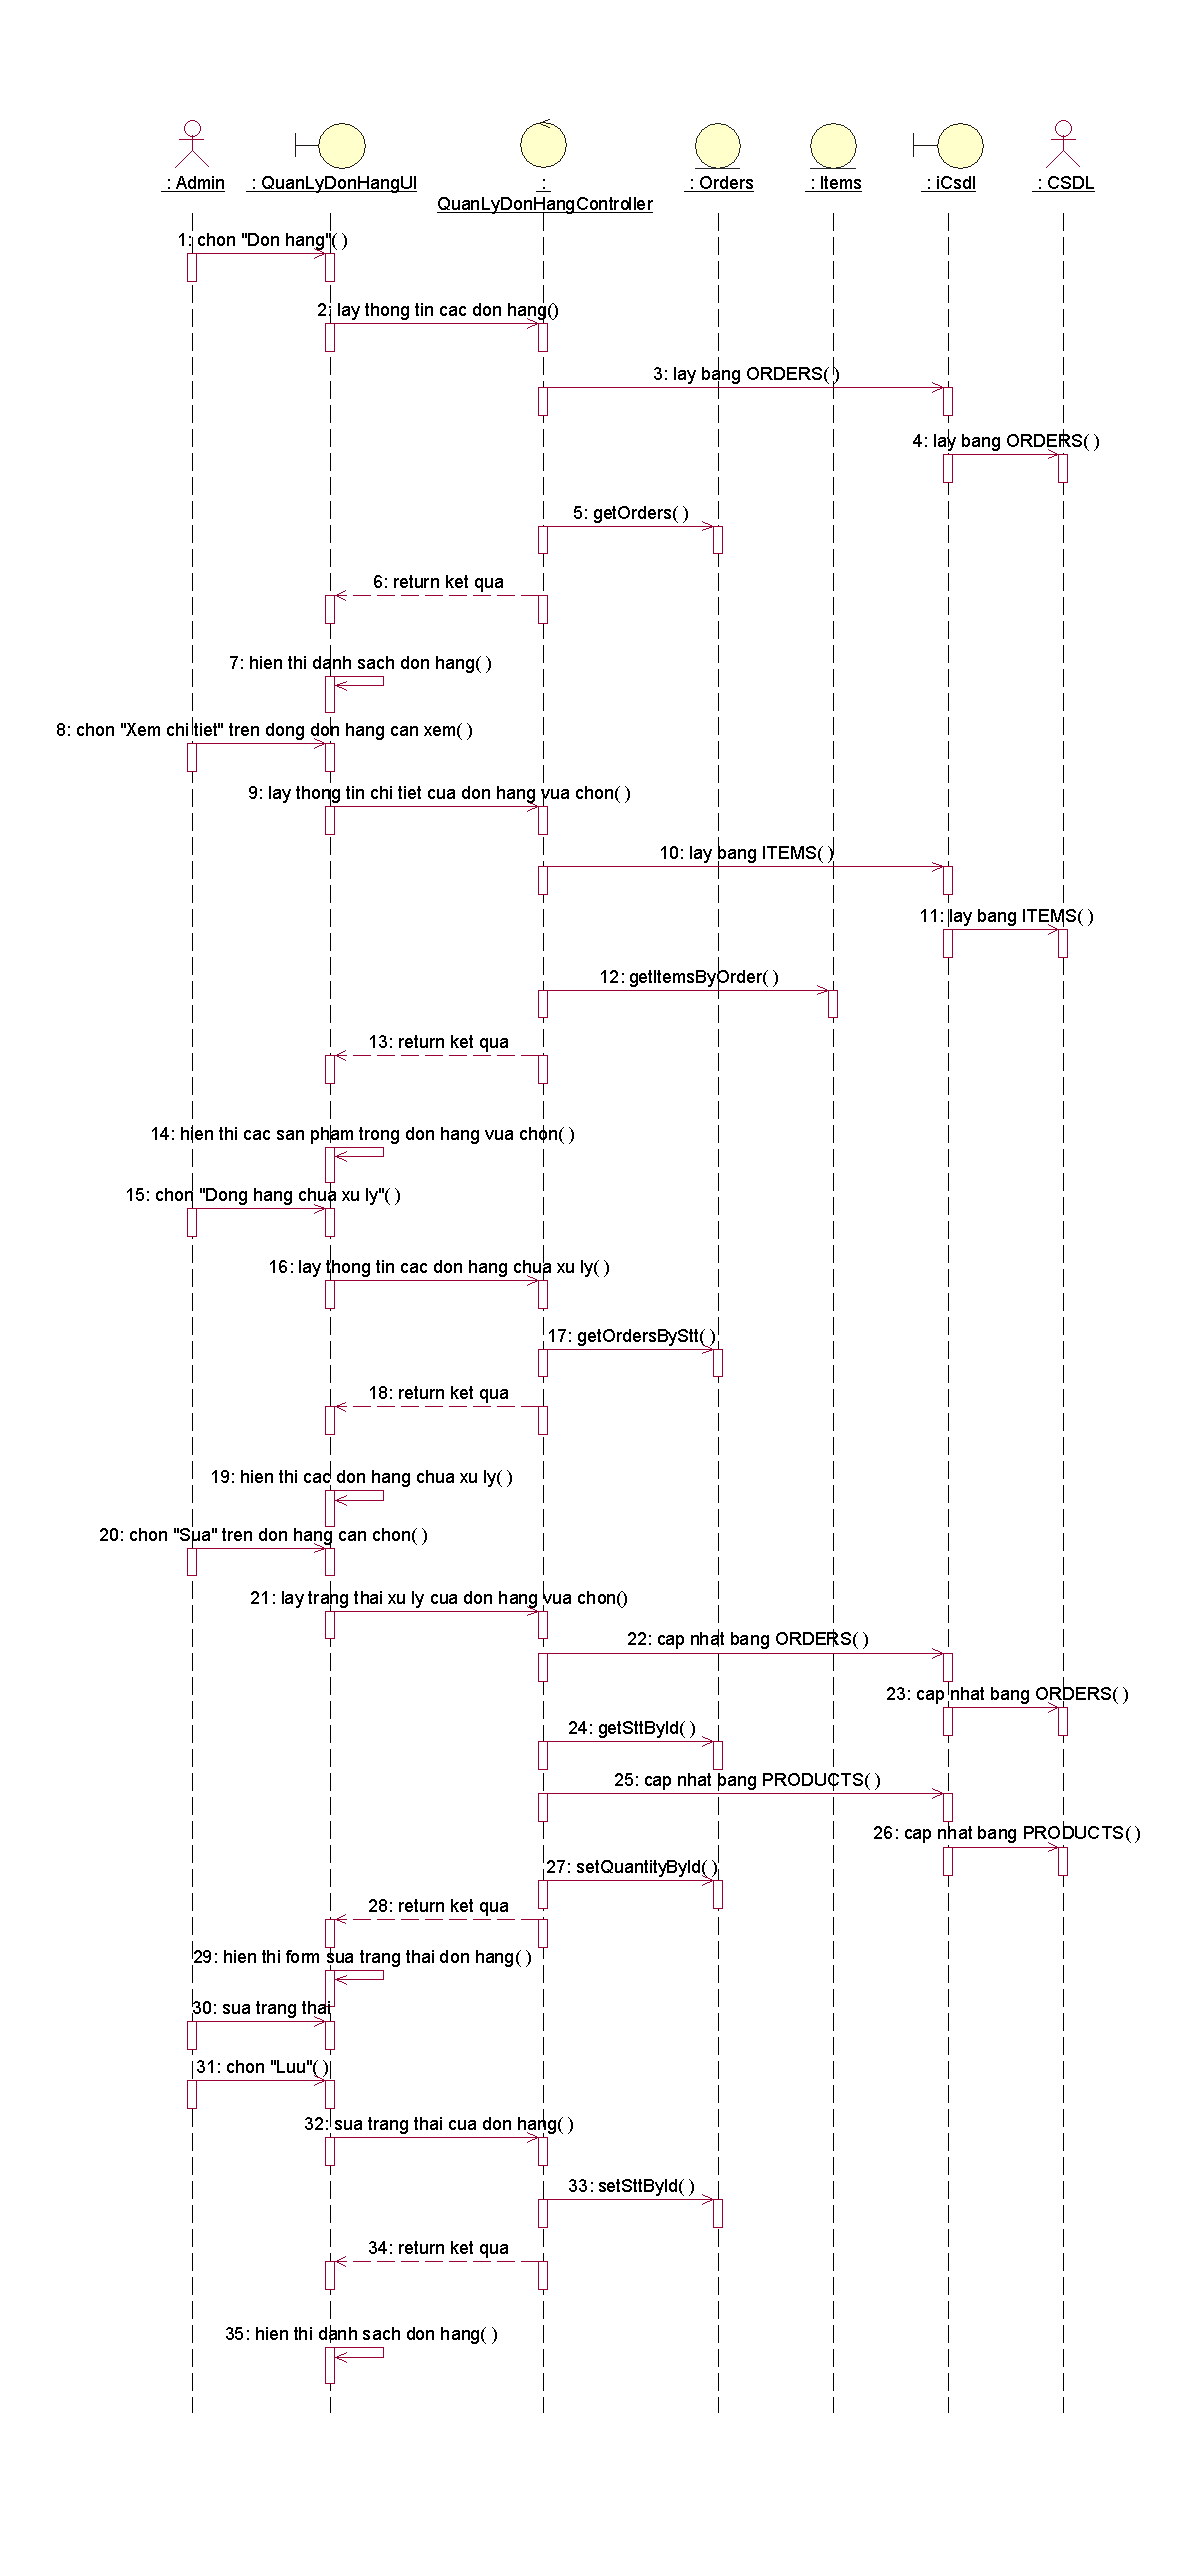 : Admin
: QuanLyDonHangUI
:
QuanLyDonHangController
: Orders
: Items
: iCsdl
: CSDL
1: chon "Don hang"( )
2: lay thong tin cac don hang()
3: lay bang ORDERS( )
4: lay bang ORDERS( )
5: getOrders( )
6: return ket qua
7: hien thi danh sach don hang( )
8: chon "Xem chi tiet" tren dong don hang can xem( )
9: lay thong tin chi tiet cua don hang vua chon( )
10: lay bang ITEMS( )
11: lay bang ITEMS( )
12: getItemsByOrder( )
13: return ket qua
14: hien thi cac san pham trong don hang vua chon( )
15: chon "Dong hang chua xu ly"( )
16: lay thong tin cac don hang chua xu ly( )
17: getOrdersByStt( )
18: return ket qua
19: hien thi cac don hang chua xu ly( )
20: chon "Sua" tren don hang can chon( )
21: lay trang thai xu ly cua don hang vua chon()
22: cap nhat bang ORDERS( )
23: cap nhat bang ORDERS( )
24: getSttById( )
25: cap nhat bang PRODUCTS( )
26: cap nhat bang PRODUCTS( )
27: setQuantityById( )
28: return ket qua
29: hien thi form sua trang thai don hang( )
30: sua trang thai
31: chon "Luu"( )
32: sua trang thai cua don hang( )
33: setSttById( )
34: return ket qua
35: hien thi danh sach don hang( )